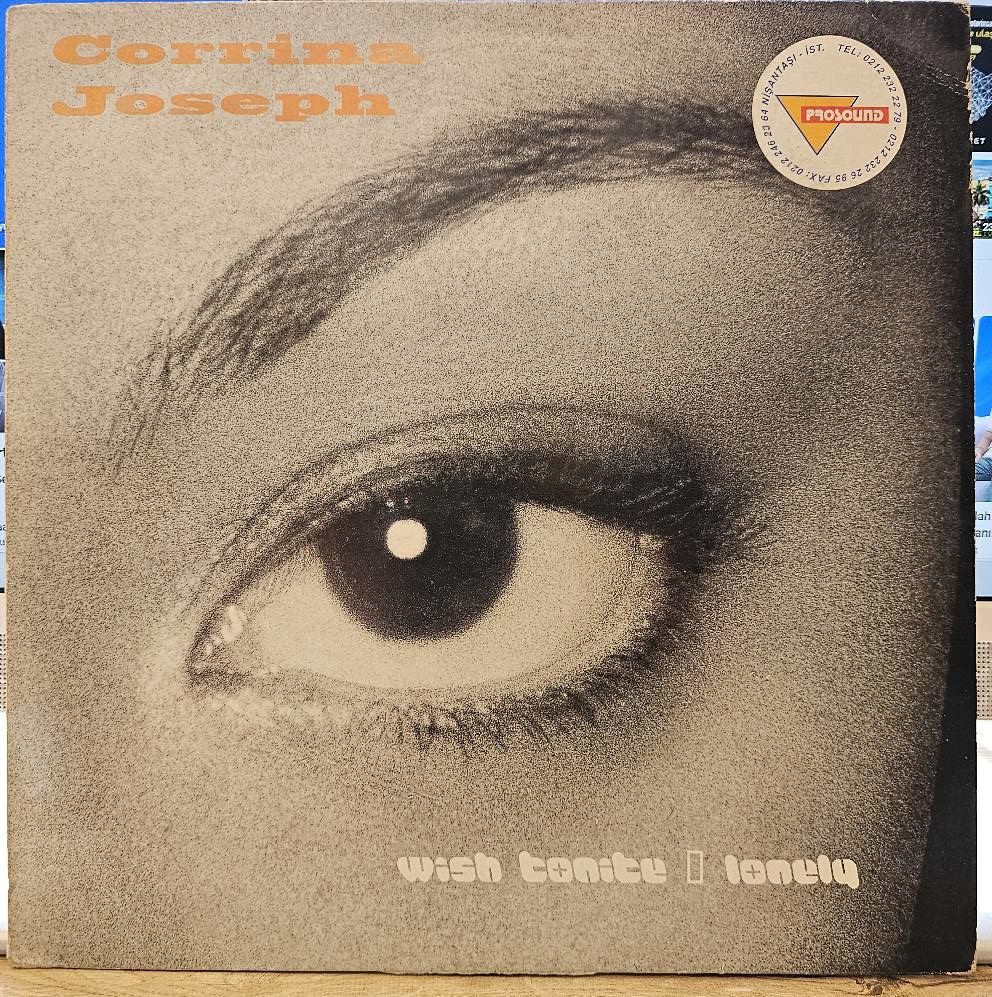 Corrina
Joseph
NİŞANTAŞI - İST. TEL: 0212 232 22 79 - 0212 232 26 95 FAX: 0212 246 23 64
PROSOUND
wish tonite ▯ lonely